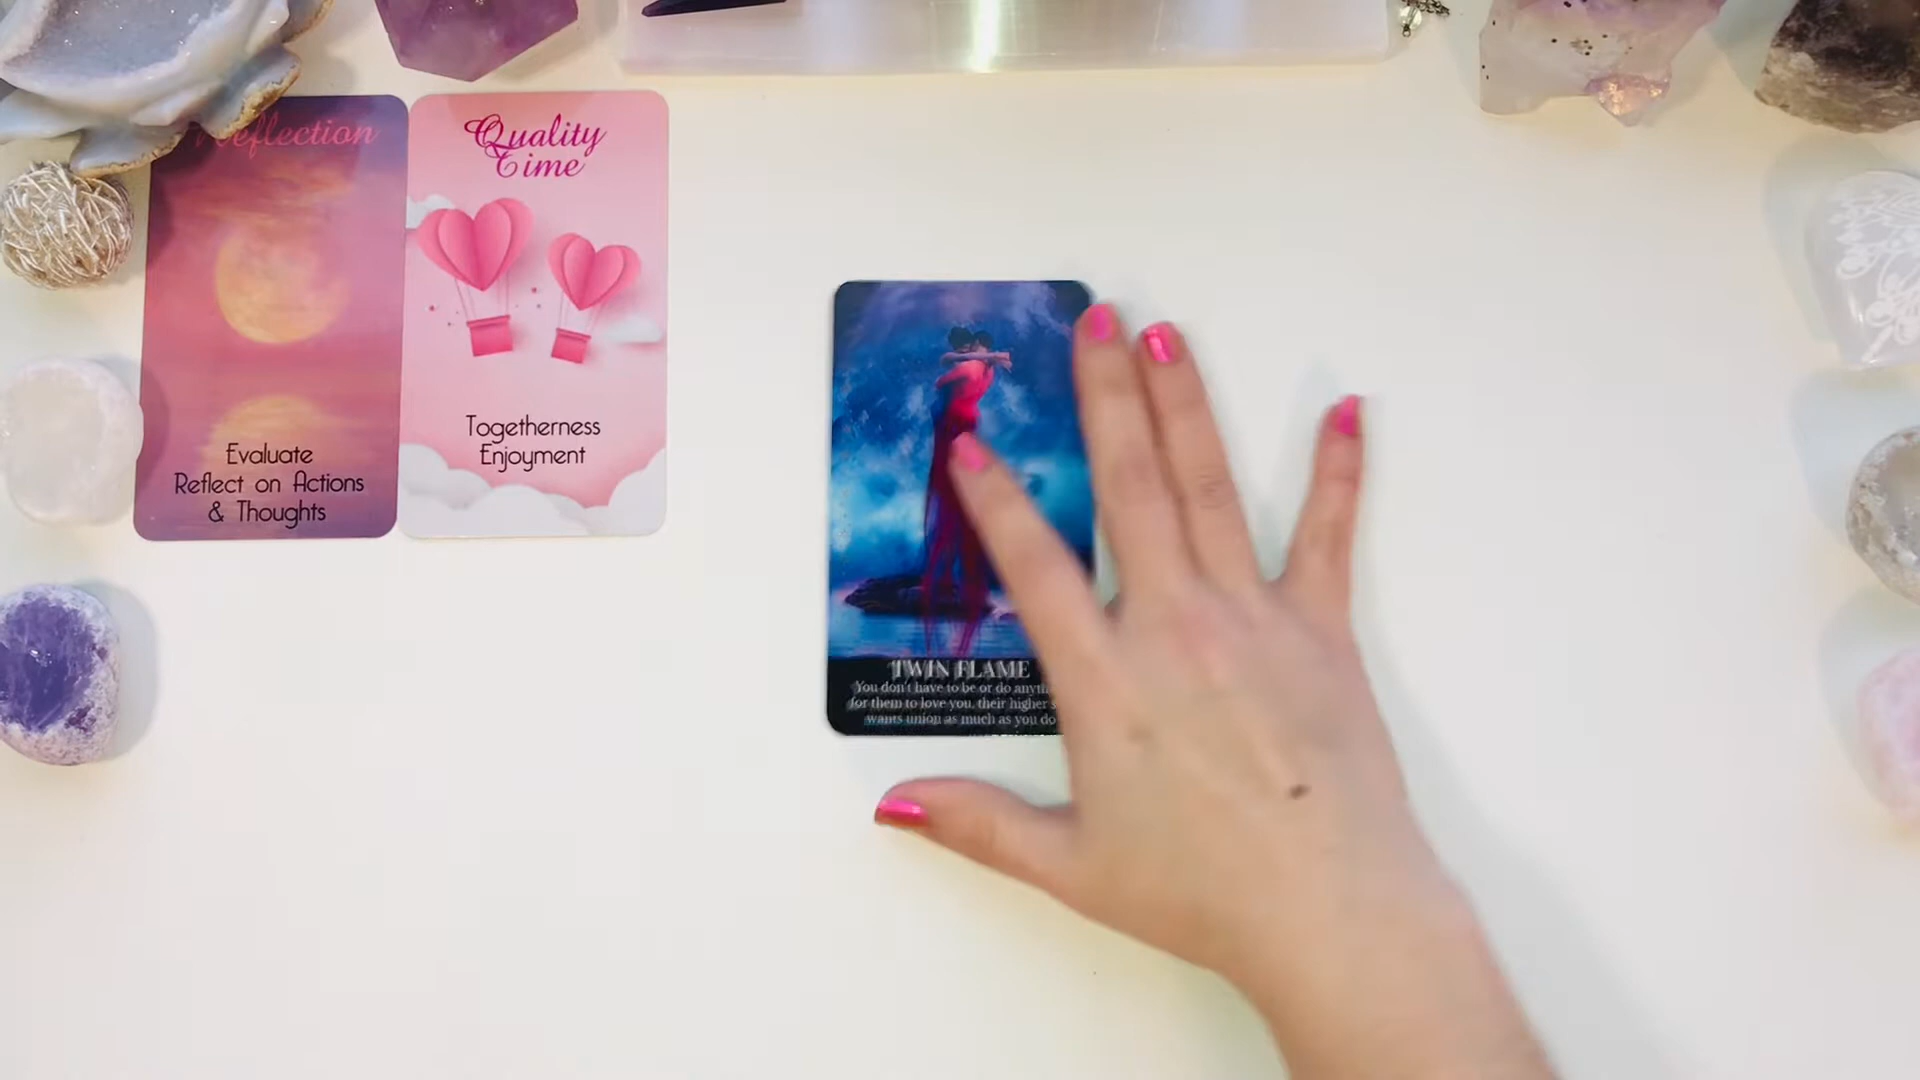 Reflection
Evaluate
Reflect on Actions
& Thoughts
Quality
Time
Togetherness
Enjoyment
TWIN FLAME
You don't have to be or do
for them to love you, their higher
wants union as much as you do